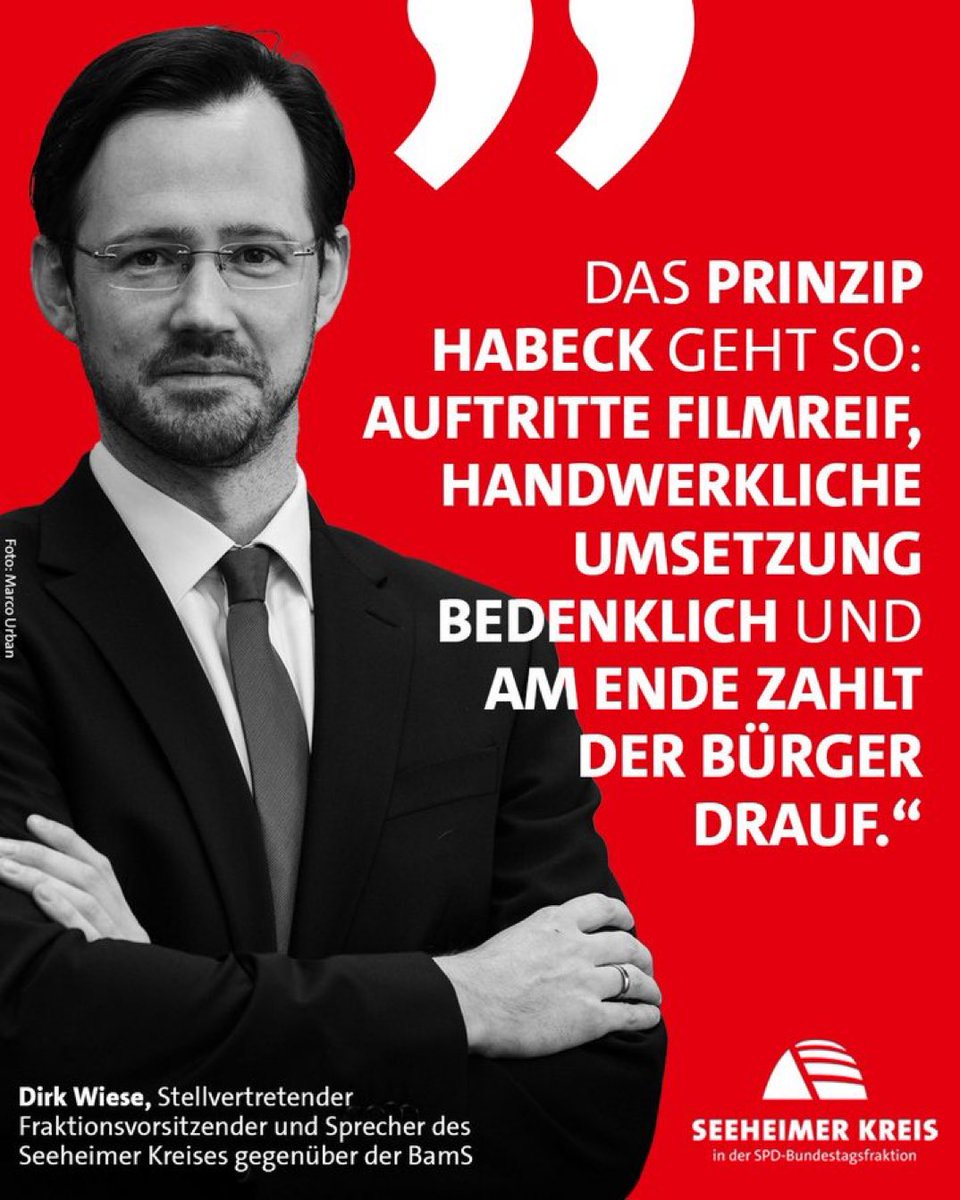 ”
DAS PRINZIP
HABECK GEHT SO:
AUFTRITTE FILMREIF,
HANDWERKLICHE
UMSETZUNG
BEDENKLICH UND
AM ENDE ZAHLT
DER BÜRGER
DRAUF.“
Foto: Marco Urban
Dirk Wiese, Stellvertretender
Fraktionsvorsitzender und Sprecher des
Seeheimer Kreises gegenüber der BamS
SEEHEIMER KREIS
in der SPD-Bundestagsfraktion